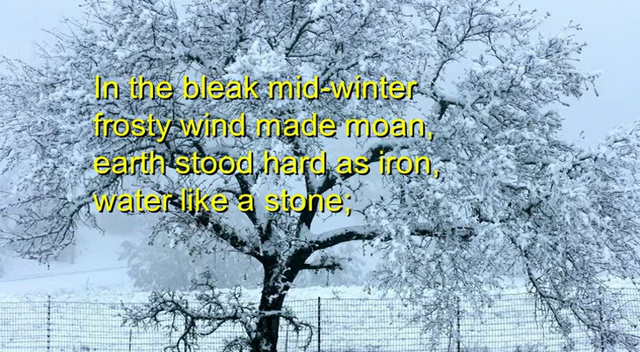 In the bleak mid-winter
frosty wind made moan,
earth stood hard as iron,
water like a stone;